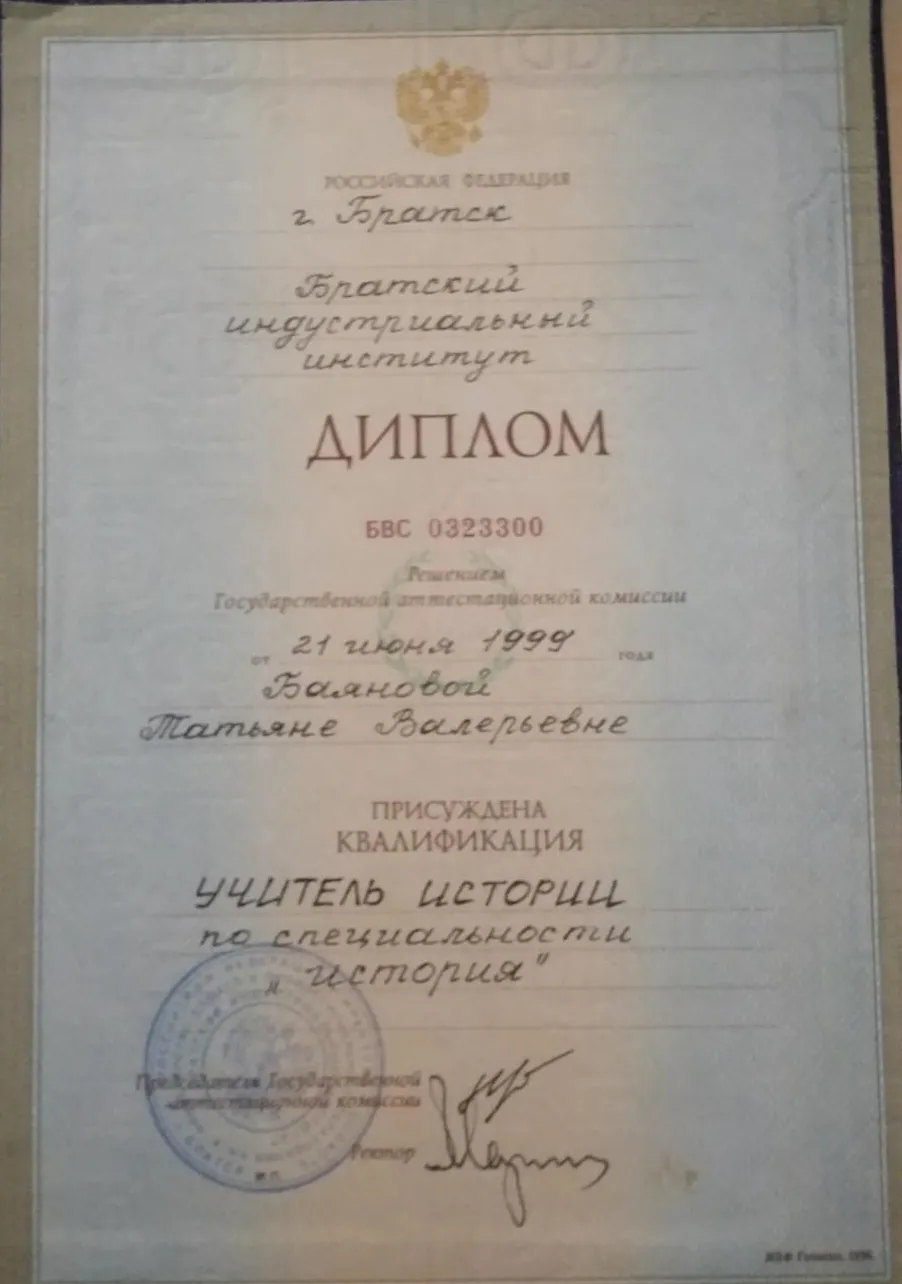 РОССИЙСКАЯ ФЕДЕРАЦИЯ
г. Братск
Братский
индустриальный
институт
ДИПЛОМ
БВС 0323300
Решением
Государственной аттестационной комиссии
от 21 июня 1999 года
Баяновой
Татьяне Валерьевне
ПРИСУЖДЕНА
КВАЛИФИКАЦИЯ
УЧИТЕЛЬ ИСТОРИИ
по специальности
„История"
Председатель Государственной
аттестационной комиссии
Ректор
М.П.